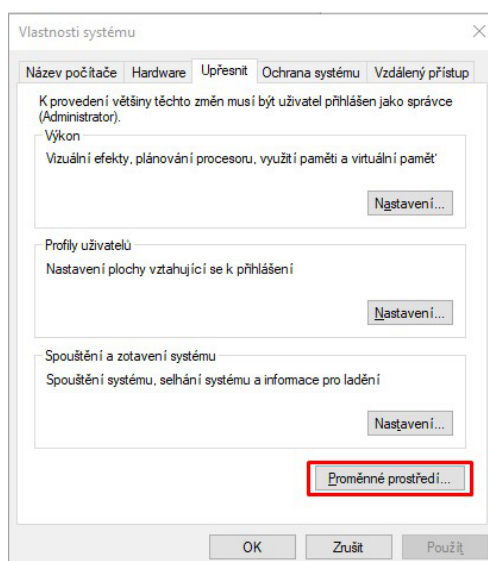 Vlastnosti systému
Název počítače Hardware Upřesnit Ochrana systému Vzdálený přístup
K provedení většiny těchto změn musí být uživatel přihlášen jako správce
(Administrator).
Výkon
Vizuální efekty, plánování procesoru, využití paměti a virtuální paměť
Nastavení...
Profily uživatelů
Nastavení plochy vztahující se k přihlášení
Nastavení...
Spouštění a zotavení systému
Spouštění systému, selhání systému a informace pro ladění
Nastavení...
Proměnné prostředí...
OK Zrušit Použít